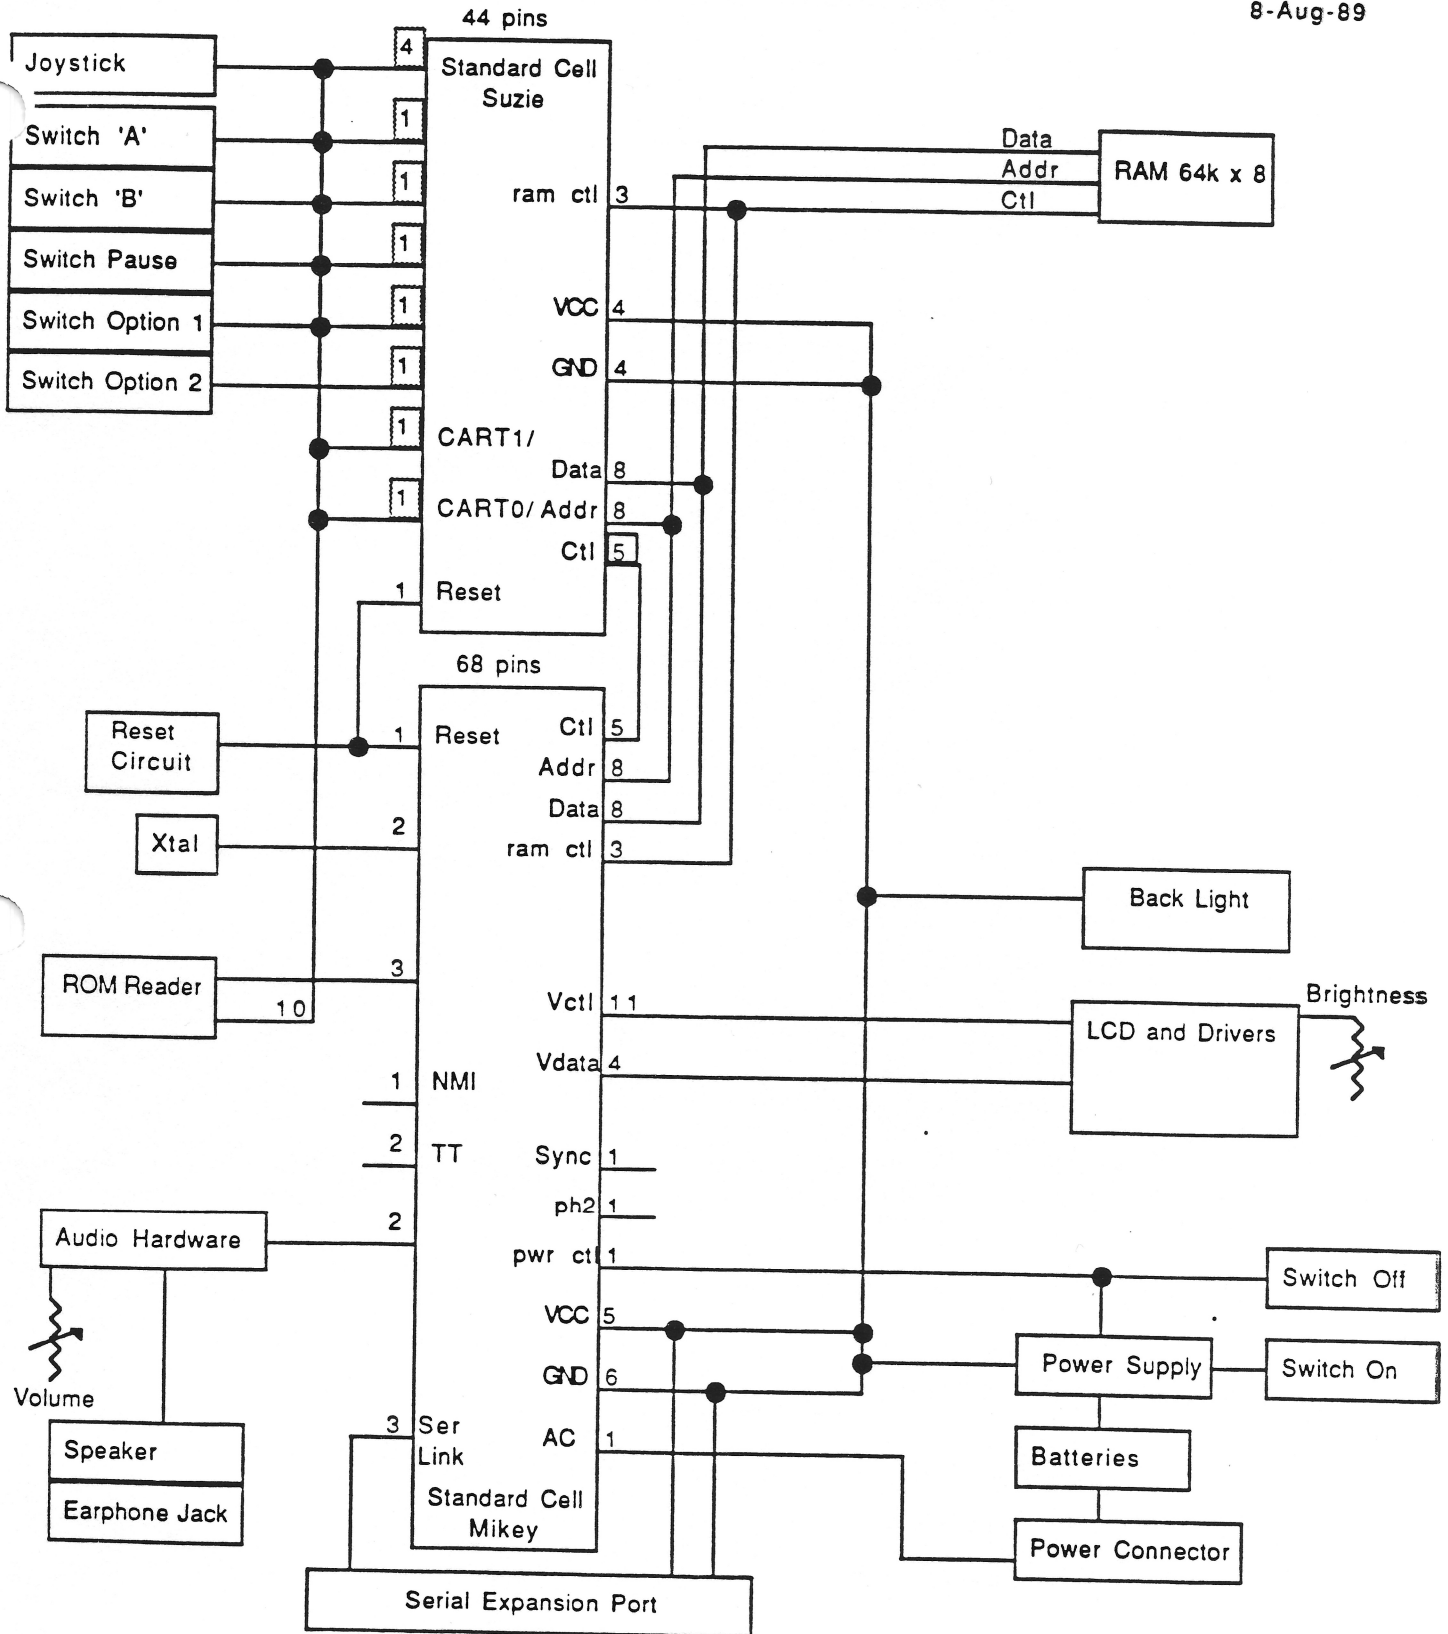 8-Aug-89
44 pins
Joystick
4
Standard Cell
Suzie
Switch 'A'
1
Switch 'B'
1
ram ctl 3
Data
Addr
Ctl
RAM 64k x 8
Switch Pause
1
Switch Option 1
1
VCC 4
Switch Option 2
1
GND 4
1
CART1/
Data 8
1
CART0/ Addr 8
Ctl 5
1 Reset
68 pins
Reset
Circuit
1 Reset
Ctl 5
Addr 8
Xtal
2
Data 8
ram ctl 3
Back Light
ROM Reader
3
10
Vctl 11
LCD and Drivers
Brightness
Vdata 4
1 NMI
2 TT
Sync 1
ph2 1
Audio Hardware
2
pwr ctl 1
Switch Off
VCC 5
Power Supply
Switch On
GND 6
Volume
3 Ser
Link
AC 1
Batteries
Speaker
Earphone Jack
Standard Cell
Mikey
Power Connector
Serial Expansion Port